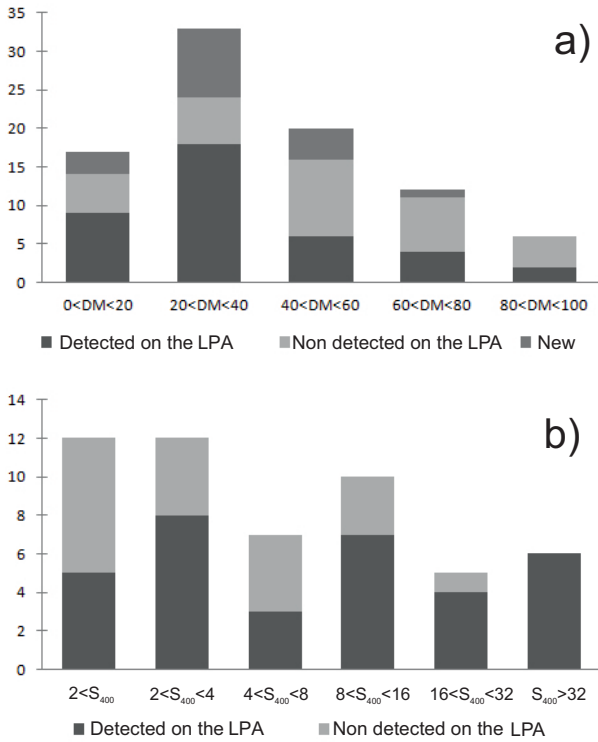 35
a)
30
25
20
15
10
5
0
0<DM<20 20<DM<40 40<DM<60 60<DM<80 80<DM<100
Detected on the LPA Non detected on the LPA New
14
b)
12
10
8
6
4
2
0
2<S₄₀₀ 2<S₄₀₀<4 4<S₄₀₀<8 8<S₄₀₀<16 16<S₄₀₀<32 S₄₀₀>32
Detected on the LPA Non detected on the LPA